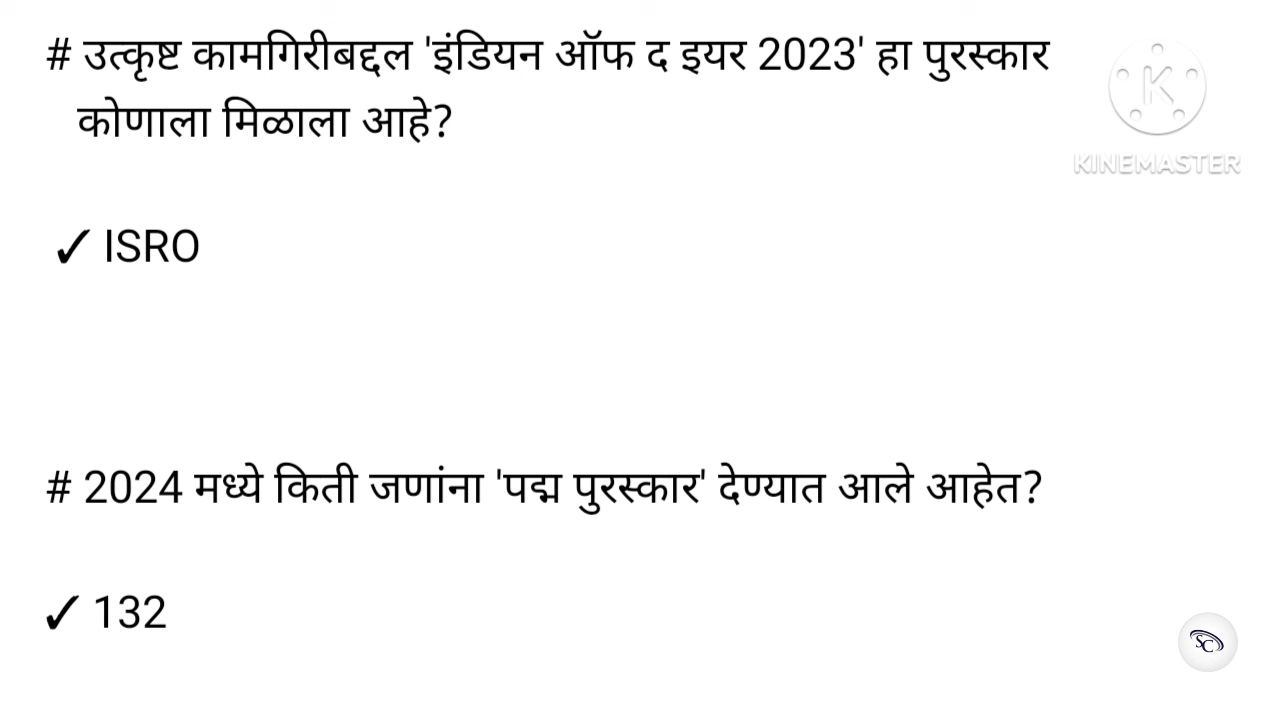 # उत्कृष्ट कामगिरीबद्दल 'इंडियन ऑफ द इयर 2023' हा पुरस्कार
कोणाला मिळाला आहे?
K
KINEMASTER
✓ ISRO
# 2024 मध्ये किती जणांना 'पद्म पुरस्कार' देण्यात आले आहेत?
✓ 132
SC